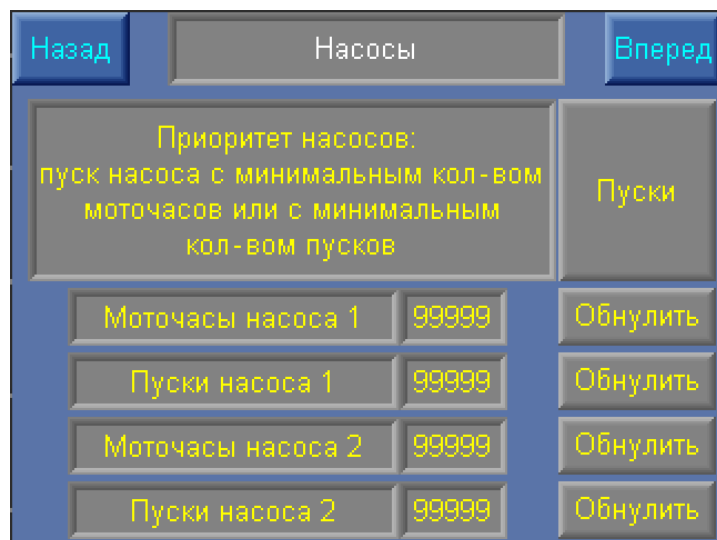 Назад
Насосы
Вперед
Приоритет насосов:
пуск насоса с минимальным кол-вом
моточасов или с минимальным
кол-вом пусков
Пуски
Моточасы насоса 1
99999
Обнулить
Пуски насоса 1
99999
Обнулить
Моточасы насоса 2
99999
Обнулить
Пуски насоса 2
99999
Обнулить